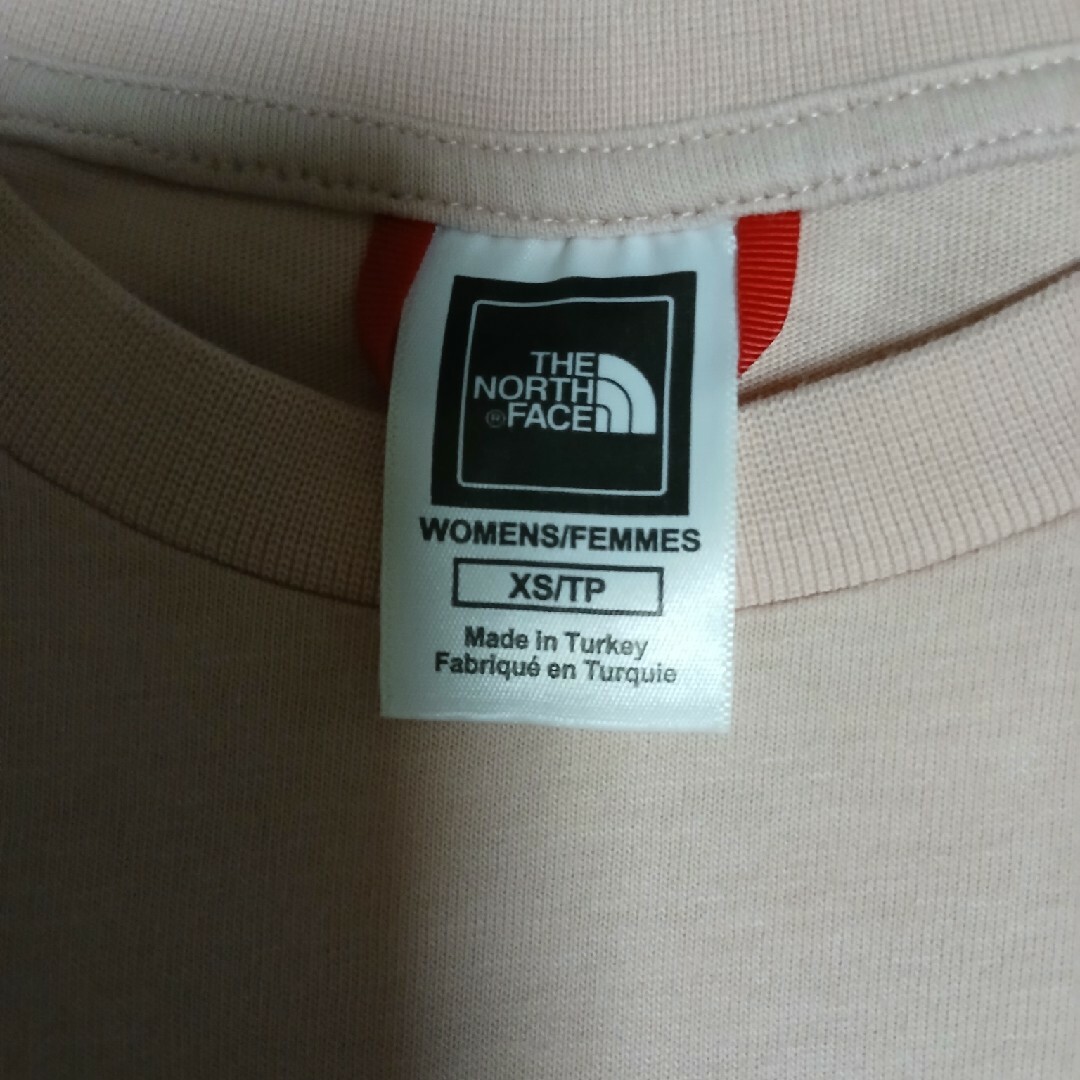 THE
NORTH
® FACE
WOMENS/FEMMES
XS/TP
Made in Turkey
Fabriqué en Turquie